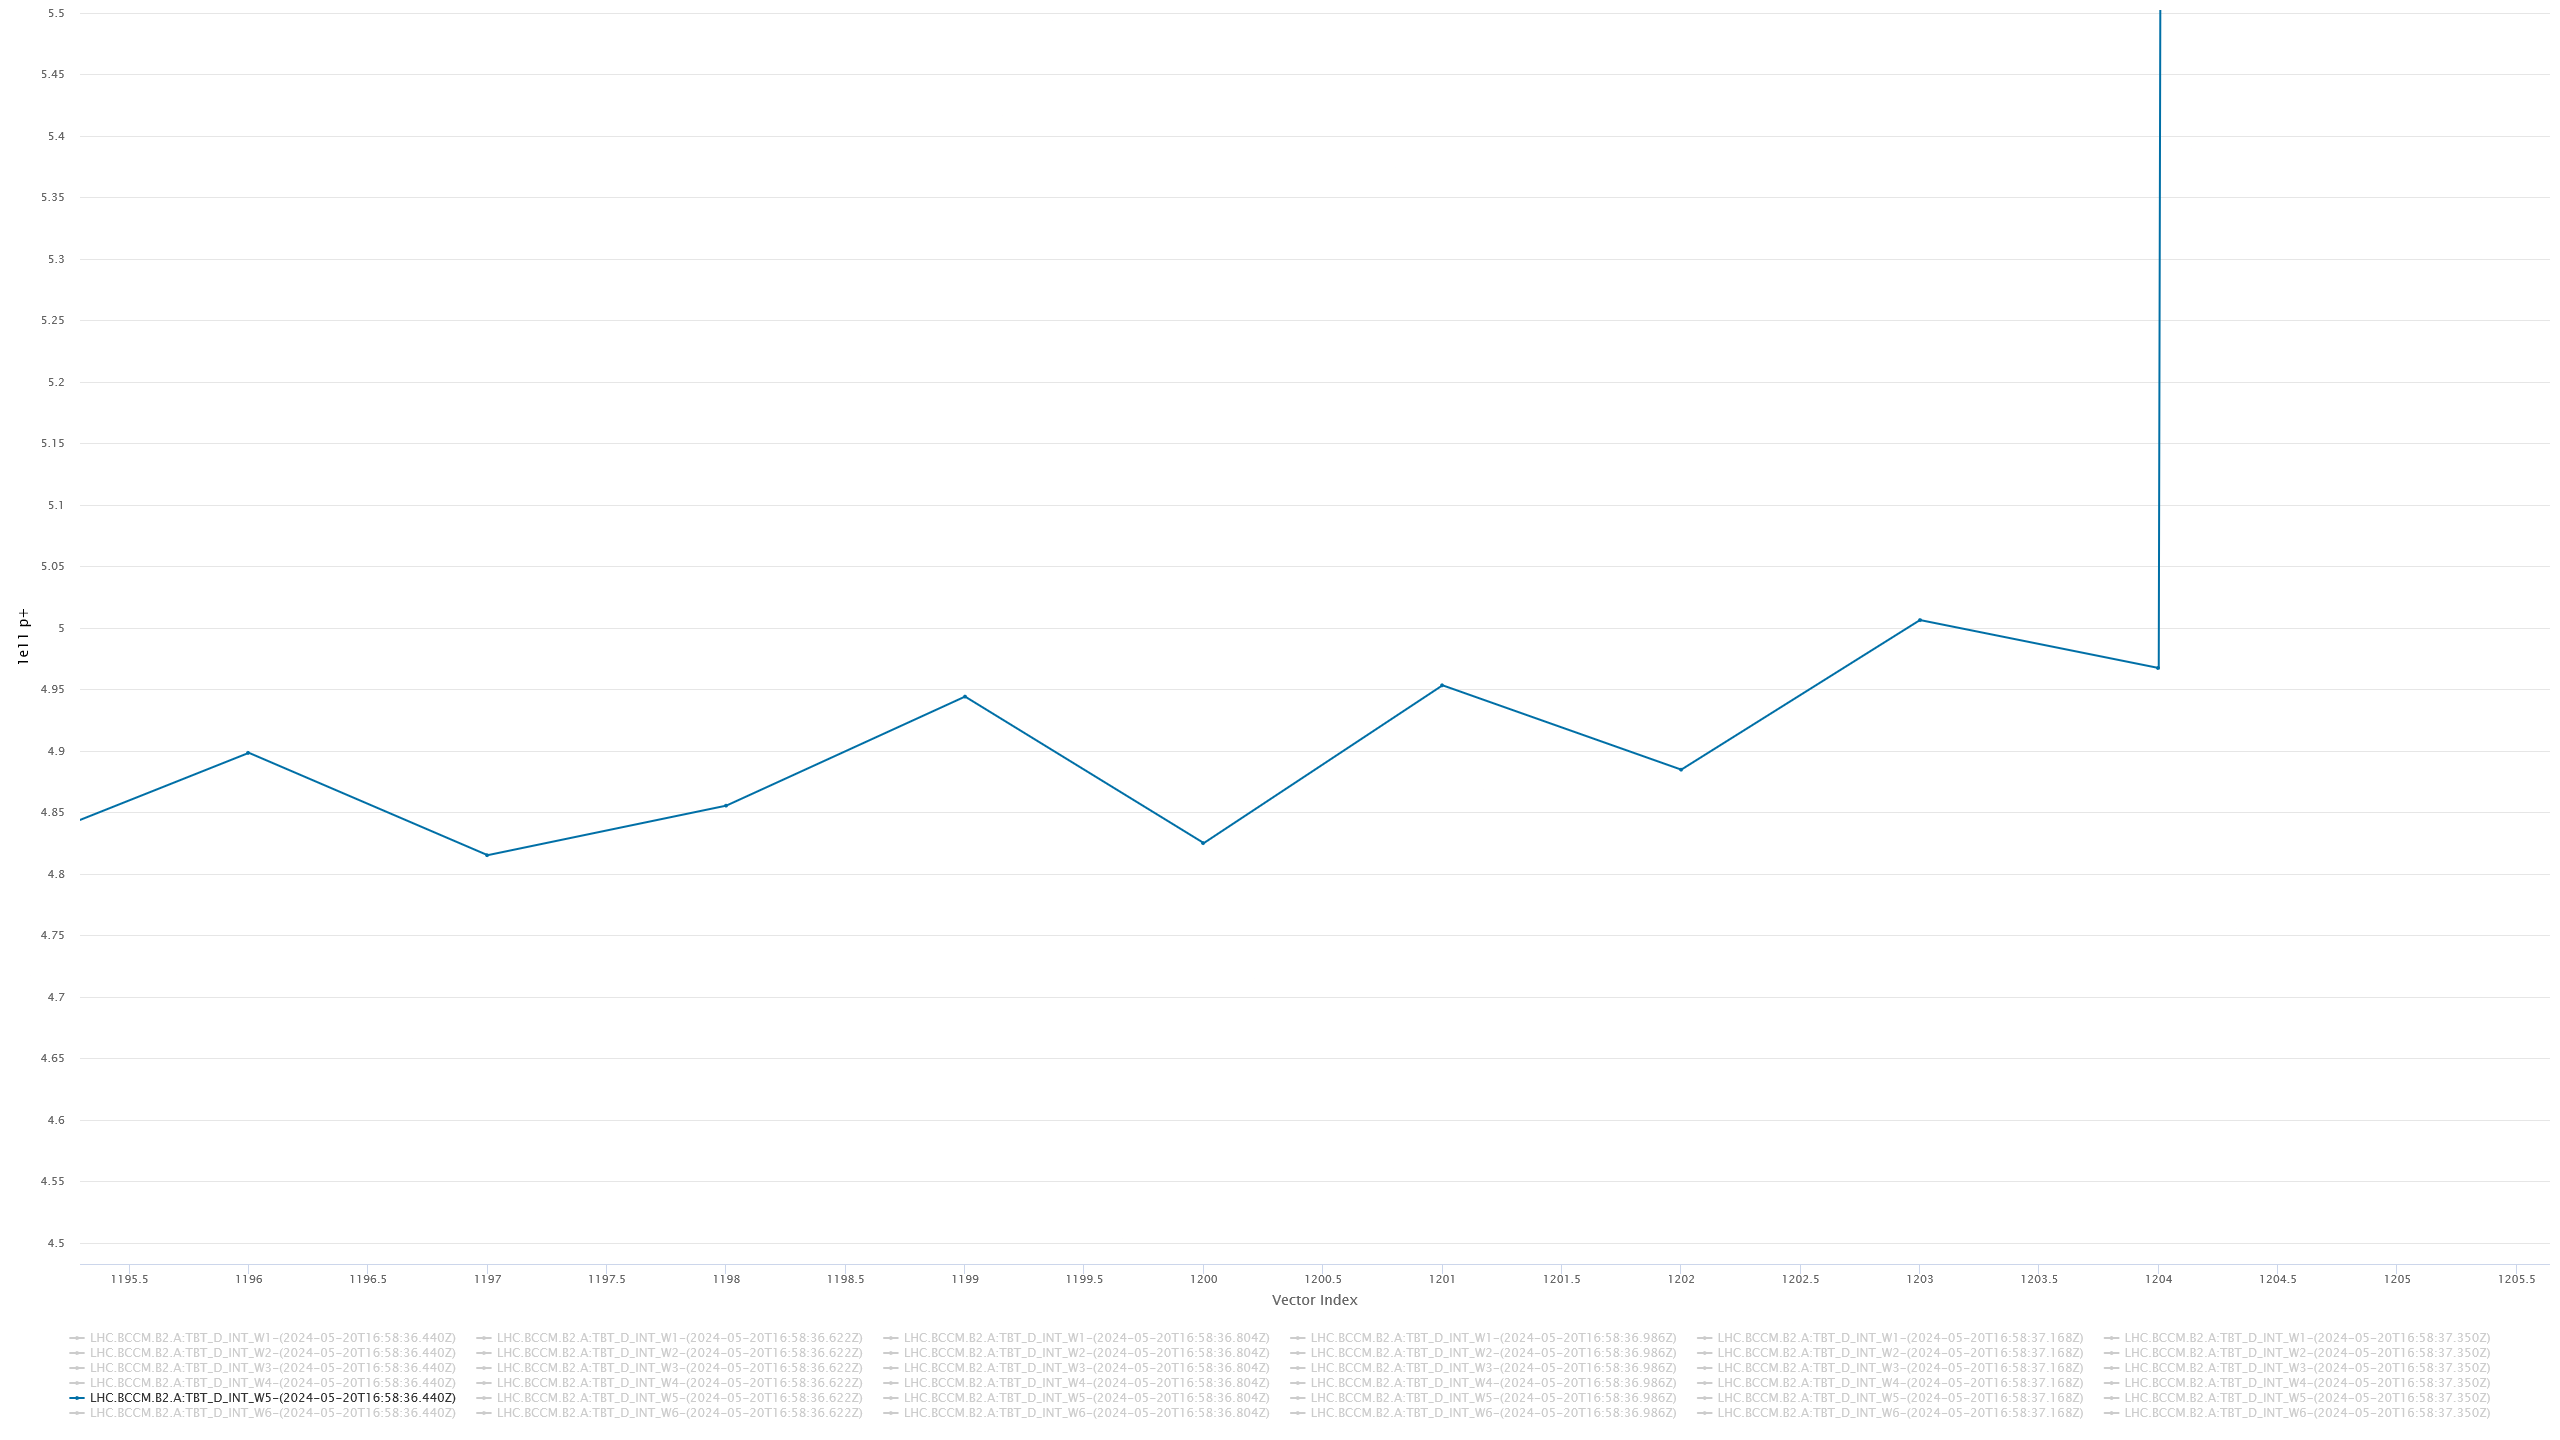 5.5
5.45
5.4
5.35
5.3
5.25
5.2
5.15
5.1
5.05
5
4.95
4.9
4.85
4.8
4.75
4.7
4.65
4.6
4.55
4.5
1e11 p+
1195.5 1196 1196.5 1197 1197.5 1198 1198.5 1199 1199.5 1200 1200.5 1201 1201.5 1202 1202.5 1203 1203.5 1204 1204.5 1205 1205.5
Vector Index
LHC.BCCM.B2.A:TBT_D_INT_W1-(2024-05-20T16:58:36.440Z) LHC.BCCM.B2.A:TBT_D_INT_W1-(2024-05-20T16:58:36.622Z) LHC.BCCM.B2.A:TBT_D_INT_W1-(2024-05-20T16:58:36.804Z) LHC.BCCM.B2.A:TBT_D_INT_W1-(2024-05-20T16:58:36.986Z) LHC.BCCM.B2.A:TBT_D_INT_W1-(2024-05-20T16:58:37.168Z) LHC.BCCM.B2.A:TBT_D_INT_W1-(2024-05-20T16:58:37.350Z)
LHC.BCCM.B2.A:TBT_D_INT_W2-(2024-05-20T16:58:36.440Z) LHC.BCCM.B2.A:TBT_D_INT_W2-(2024-05-20T16:58:36.622Z) LHC.BCCM.B2.A:TBT_D_INT_W2-(2024-05-20T16:58:36.804Z) LHC.BCCM.B2.A:TBT_D_INT_W2-(2024-05-20T16:58:36.986Z) LHC.BCCM.B2.A:TBT_D_INT_W2-(2024-05-20T16:58:37.168Z) LHC.BCCM.B2.A:TBT_D_INT_W2-(2024-05-20T16:58:37.350Z)
LHC.BCCM.B2.A:TBT_D_INT_W3-(2024-05-20T16:58:36.440Z) LHC.BCCM.B2.A:TBT_D_INT_W3-(2024-05-20T16:58:36.622Z) LHC.BCCM.B2.A:TBT_D_INT_W3-(2024-05-20T16:58:36.804Z) LHC.BCCM.B2.A:TBT_D_INT_W3-(2024-05-20T16:58:36.986Z) LHC.BCCM.B2.A:TBT_D_INT_W3-(2024-05-20T16:58:37.168Z) LHC.BCCM.B2.A:TBT_D_INT_W3-(2024-05-20T16:58:37.350Z)
LHC.BCCM.B2.A:TBT_D_INT_W4-(2024-05-20T16:58:36.440Z) LHC.BCCM.B2.A:TBT_D_INT_W4-(2024-05-20T16:58:36.622Z) LHC.BCCM.B2.A:TBT_D_INT_W4-(2024-05-20T16:58:36.804Z) LHC.BCCM.B2.A:TBT_D_INT_W4-(2024-05-20T16:58:36.986Z) LHC.BCCM.B2.A:TBT_D_INT_W4-(2024-05-20T16:58:37.168Z) LHC.BCCM.B2.A:TBT_D_INT_W4-(2024-05-20T16:58:37.350Z)
LHC.BCCM.B2.A:TBT_D_INT_W5-(2024-05-20T16:58:36.440Z) LHC.BCCM.B2.A:TBT_D_INT_W5-(2024-05-20T16:58:36.622Z) LHC.BCCM.B2.A:TBT_D_INT_W5-(2024-05-20T16:58:36.804Z) LHC.BCCM.B2.A:TBT_D_INT_W5-(2024-05-20T16:58:36.986Z) LHC.BCCM.B2.A:TBT_D_INT_W5-(2024-05-20T16:58:37.168Z) LHC.BCCM.B2.A:TBT_D_INT_W5-(2024-05-20T16:58:37.350Z)
LHC.BCCM.B2.A:TBT_D_INT_W6-(2024-05-20T16:58:36.440Z) LHC.BCCM.B2.A:TBT_D_INT_W6-(2024-05-20T16:58:36.622Z) LHC.BCCM.B2.A:TBT_D_INT_W6-(2024-05-20T16:58:36.804Z) LHC.BCCM.B2.A:TBT_D_INT_W6-(2024-05-20T16:58:36.986Z) LHC.BCCM.B2.A:TBT_D_INT_W6-(2024-05-20T16:58:37.168Z) LHC.BCCM.B2.A:TBT_D_INT_W6-(2024-05-20T16:58:37.350Z)